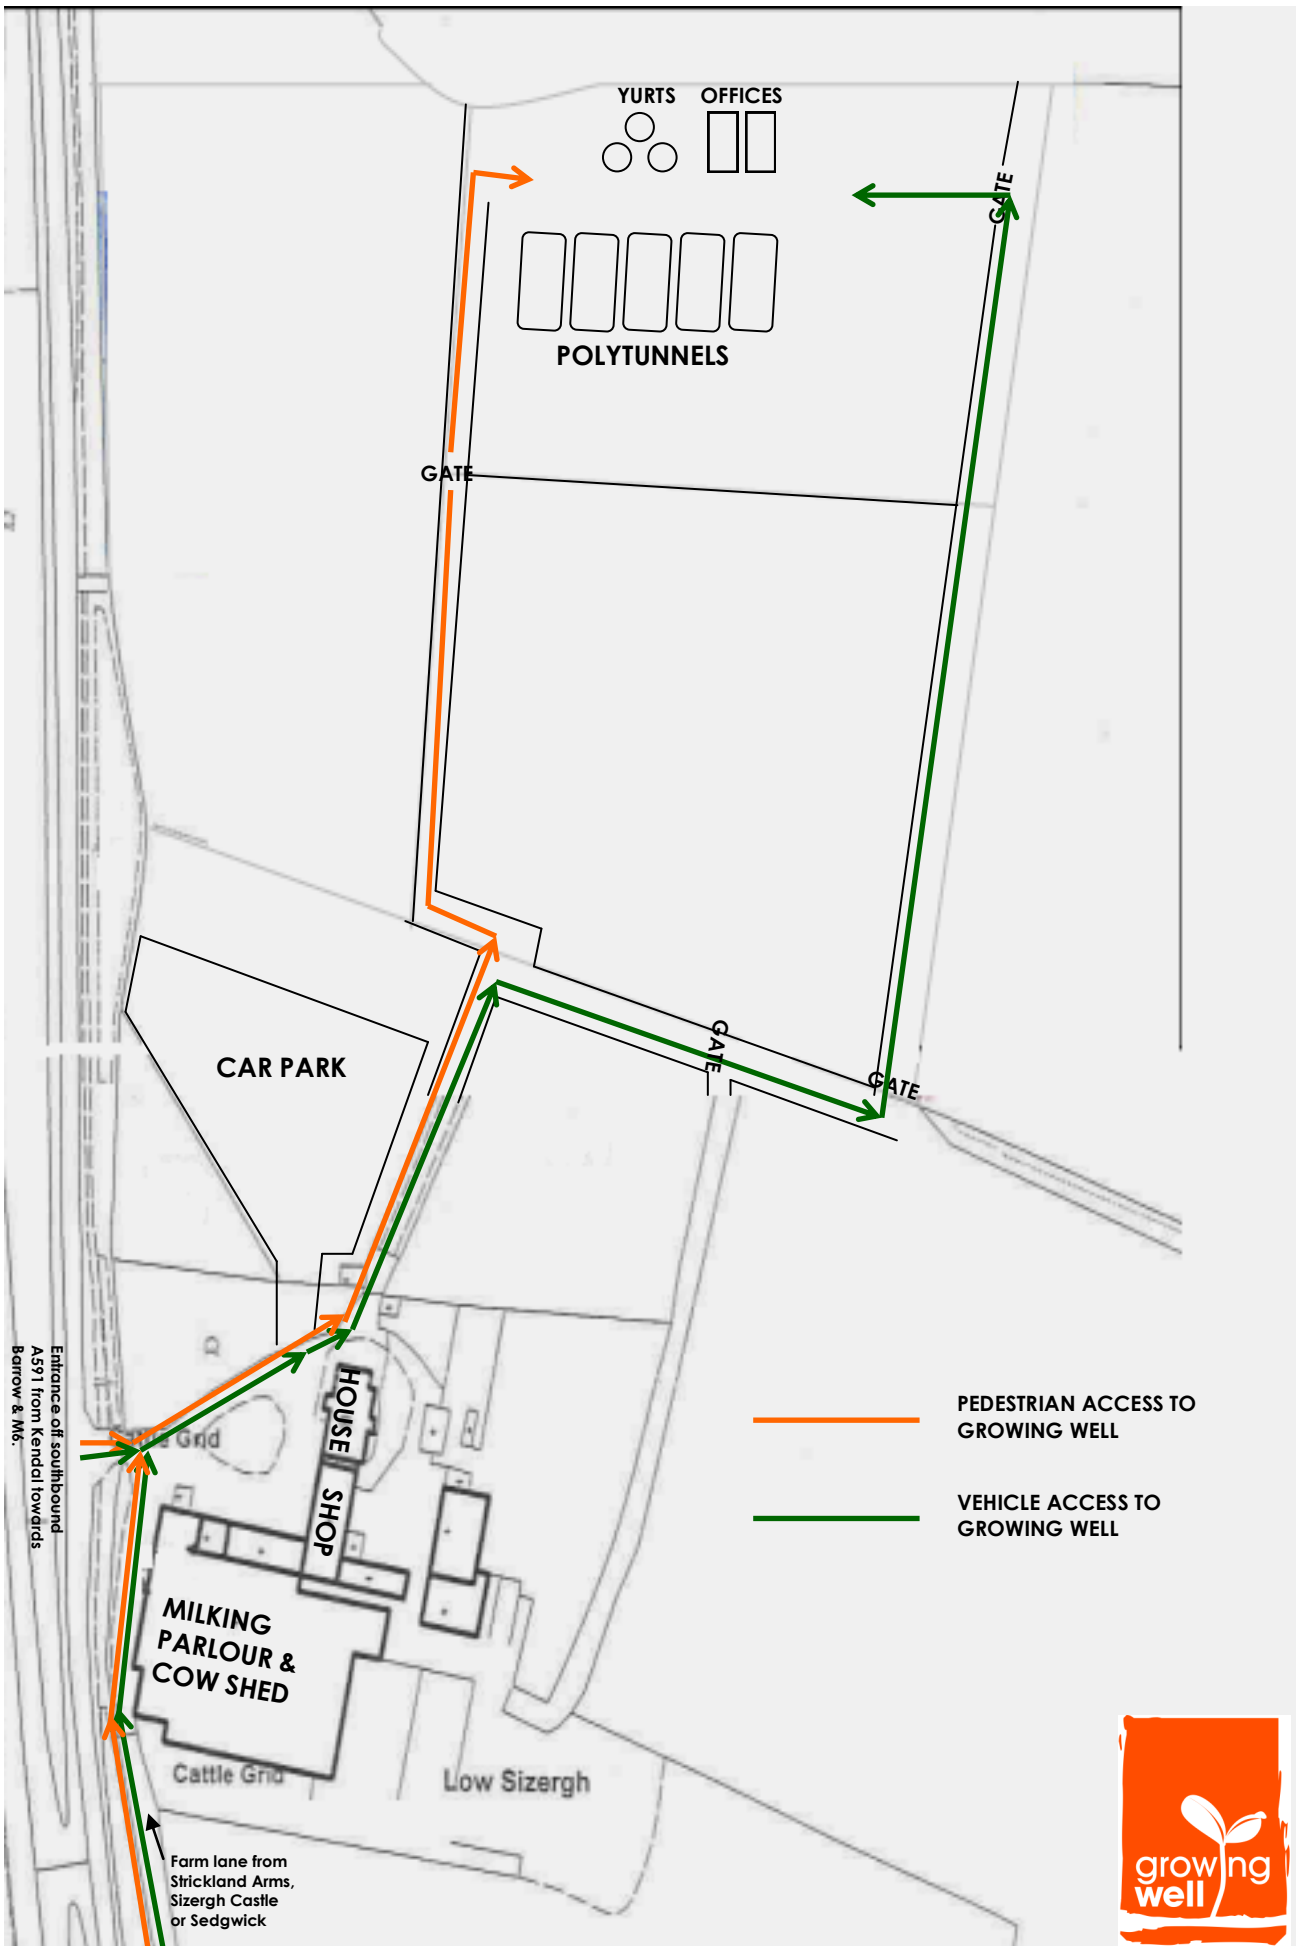 YURTS OFFICES
GATE
POLYTUNNELS
GATE
GATE
GATE
CAR PARK
PEDESTRIAN ACCESS TO
GROWING WELL
VEHICLE ACCESS TO
GROWING WELL
Entrance off southbound
A591 from Kendal towards
Barrow & M6.
Cattle Grid
HOUSE
SHOP
MILKING
PARLOUR &
COW SHED
Cattle Grid
Low Sizergh
Farm lane from
Strickland Arms,
Sizergh Castle
or Sedgwick
growing
well